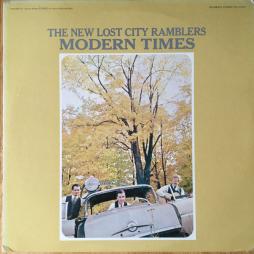 THE NEW LOST CITY RAMBLERS
MODERN TIMES